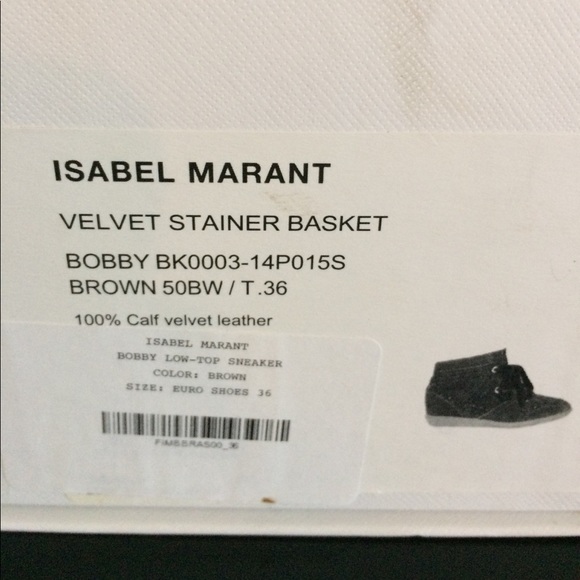 ISABEL MARANT
VELVET STAINER BASKET
BOBBY BK0003-14P015S
BROWN 50BW / T.36
100% Calf velvet leather
ISABEL MARANT
BOBBY LOW-TOP SNEAKER
COLOR: BROWN
SIZE: EURO SHOES 36